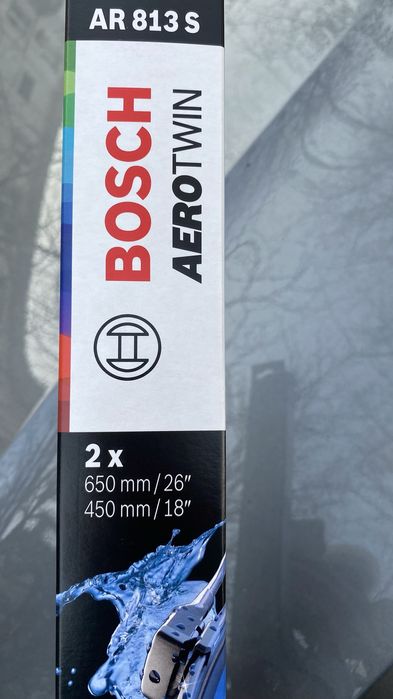 AR 813 S
BOSCH
AEROTWIN
2 x
650 mm / 26"
450 mm / 18"